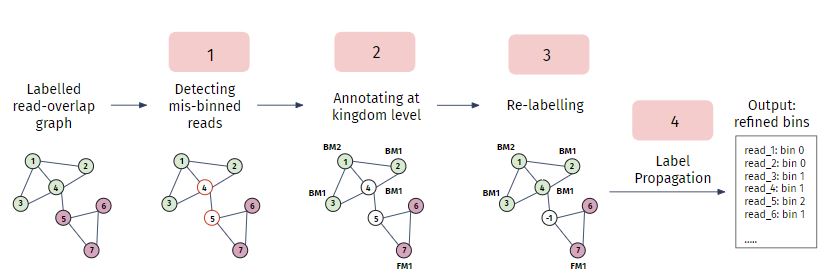 1
2
3
4
Labelled
read-overlap
graph
Detecting
mis-binned
reads
Annotating at
kingdom level
Re-labelling
Label
Propagation
Output:
refined bins
1
2
3
4
5
6
7
1
2
3
4
5
6
7
BM2
BM1
BM1
BM1
FM1
1
2
3
4
5
6
7
BM2
BM1
BM1
BM1
FM1
1
2
3
4
-1
6
7
read_1: bin 0
read_2: bin 0
read_3: bin 1
read_4: bin 1
read_5: bin 2
read_6: bin 1
.....